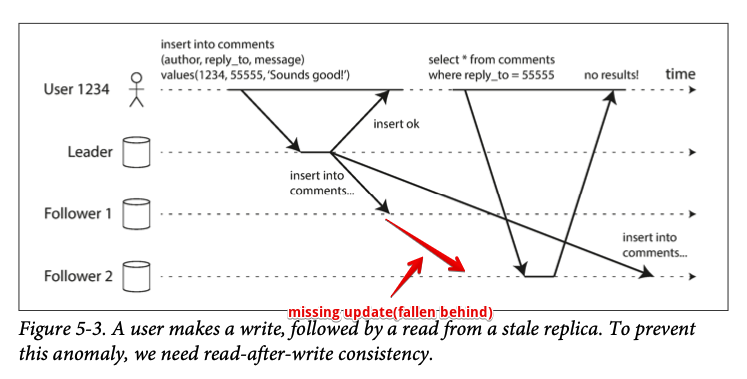 insert into comments
(author, reply_to, message)
values(1234, 55555, 'Sounds good!')
select * from comments
where reply_to = 55555
no results!
time
User 1234
insert ok
Leader
insert into
comments...
Follower 1
insert into
comments...
Follower 2
missing update(fallen behind)
Figure 5-3. A user makes a write, followed by a read from a stale replica. To prevent
this anomaly, we need read-after-write consistency.